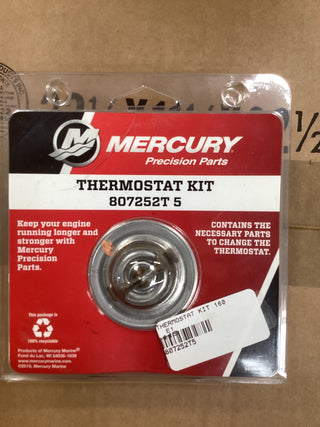 MERCURY
Precision Parts
THERMOSTAT KIT
807252T 5
Keep your engine
running longer and
stronger with
Mercury
Precision
Parts.
CONTAINS THE
NECESSARY PARTS
TO CHANGE THE
THERMOSTAT.
This package is
100% recyclable
Products of Mercury Marine
Fond du Lac, WI 54936-1939
www.mercurymarine.com
©2019, Mercury Marine
THERMOSTAT KIT 160
807252T5